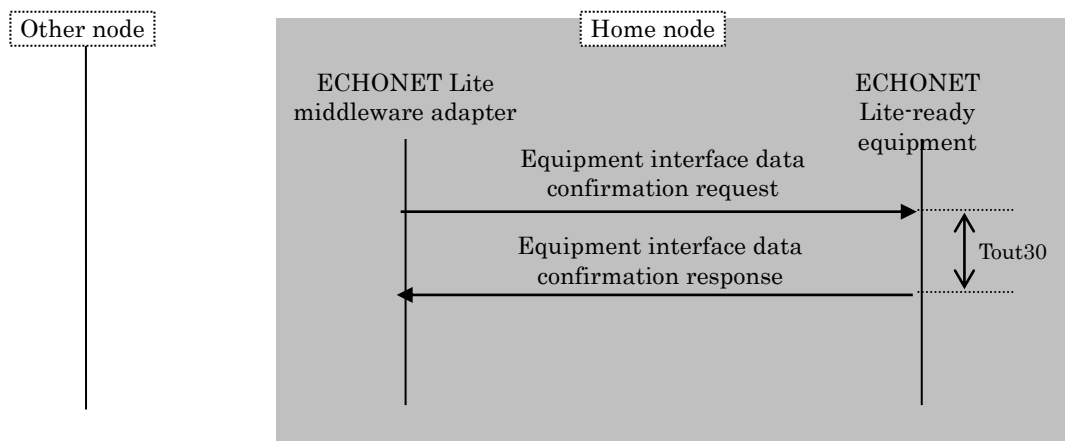 Other node
Home node
ECHONET Lite
middleware adapter
ECHONET
Lite-ready
equipment
Equipment interface data
confirmation request
Equipment interface data
confirmation response
Tout30